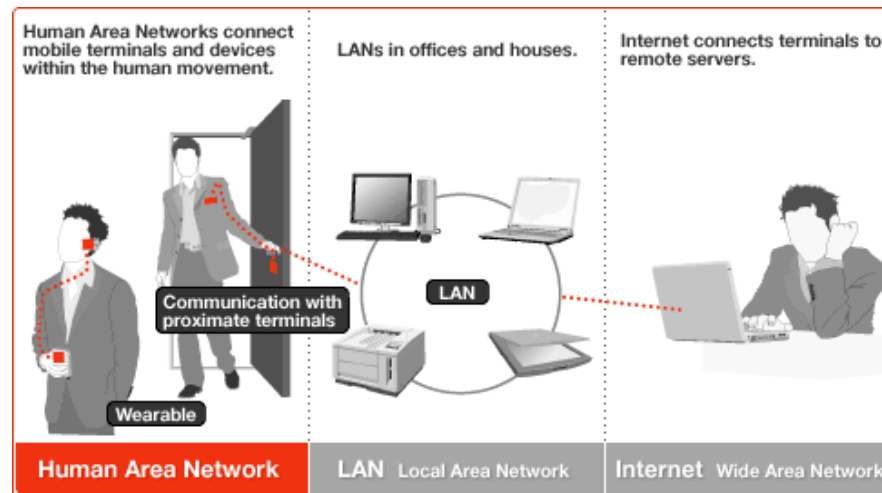 Human Area Networks connect
mobile terminals and devices
within the human movement.
LANs in offices and houses.
Internet connects terminals to
remote servers.
Communication with
proximate terminals
LAN
Wearable
Human Area Network
LAN Local Area Network
Internet Wide Area Network